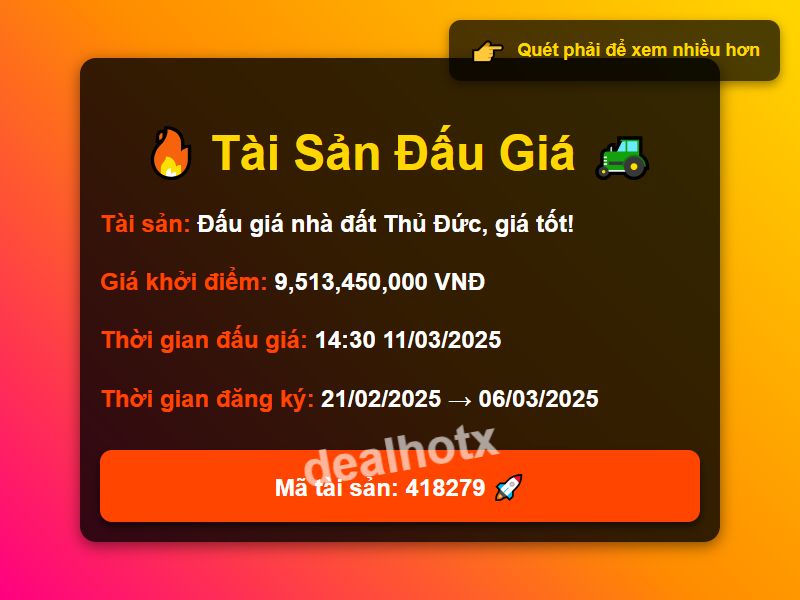 Quét phải để xem nhiều hơn
Tài Sản Đấu Giá
Tài sản: Đấu giá nhà đất Thủ Đức, giá tốt!
Giá khởi điểm: 9,513,450,000 VNĐ
Thời gian đấu giá: 14:30 11/03/2025
Thời gian đăng ký: 21/02/2025 → 06/03/2025
dealhotx
Mã tài sản: 418279